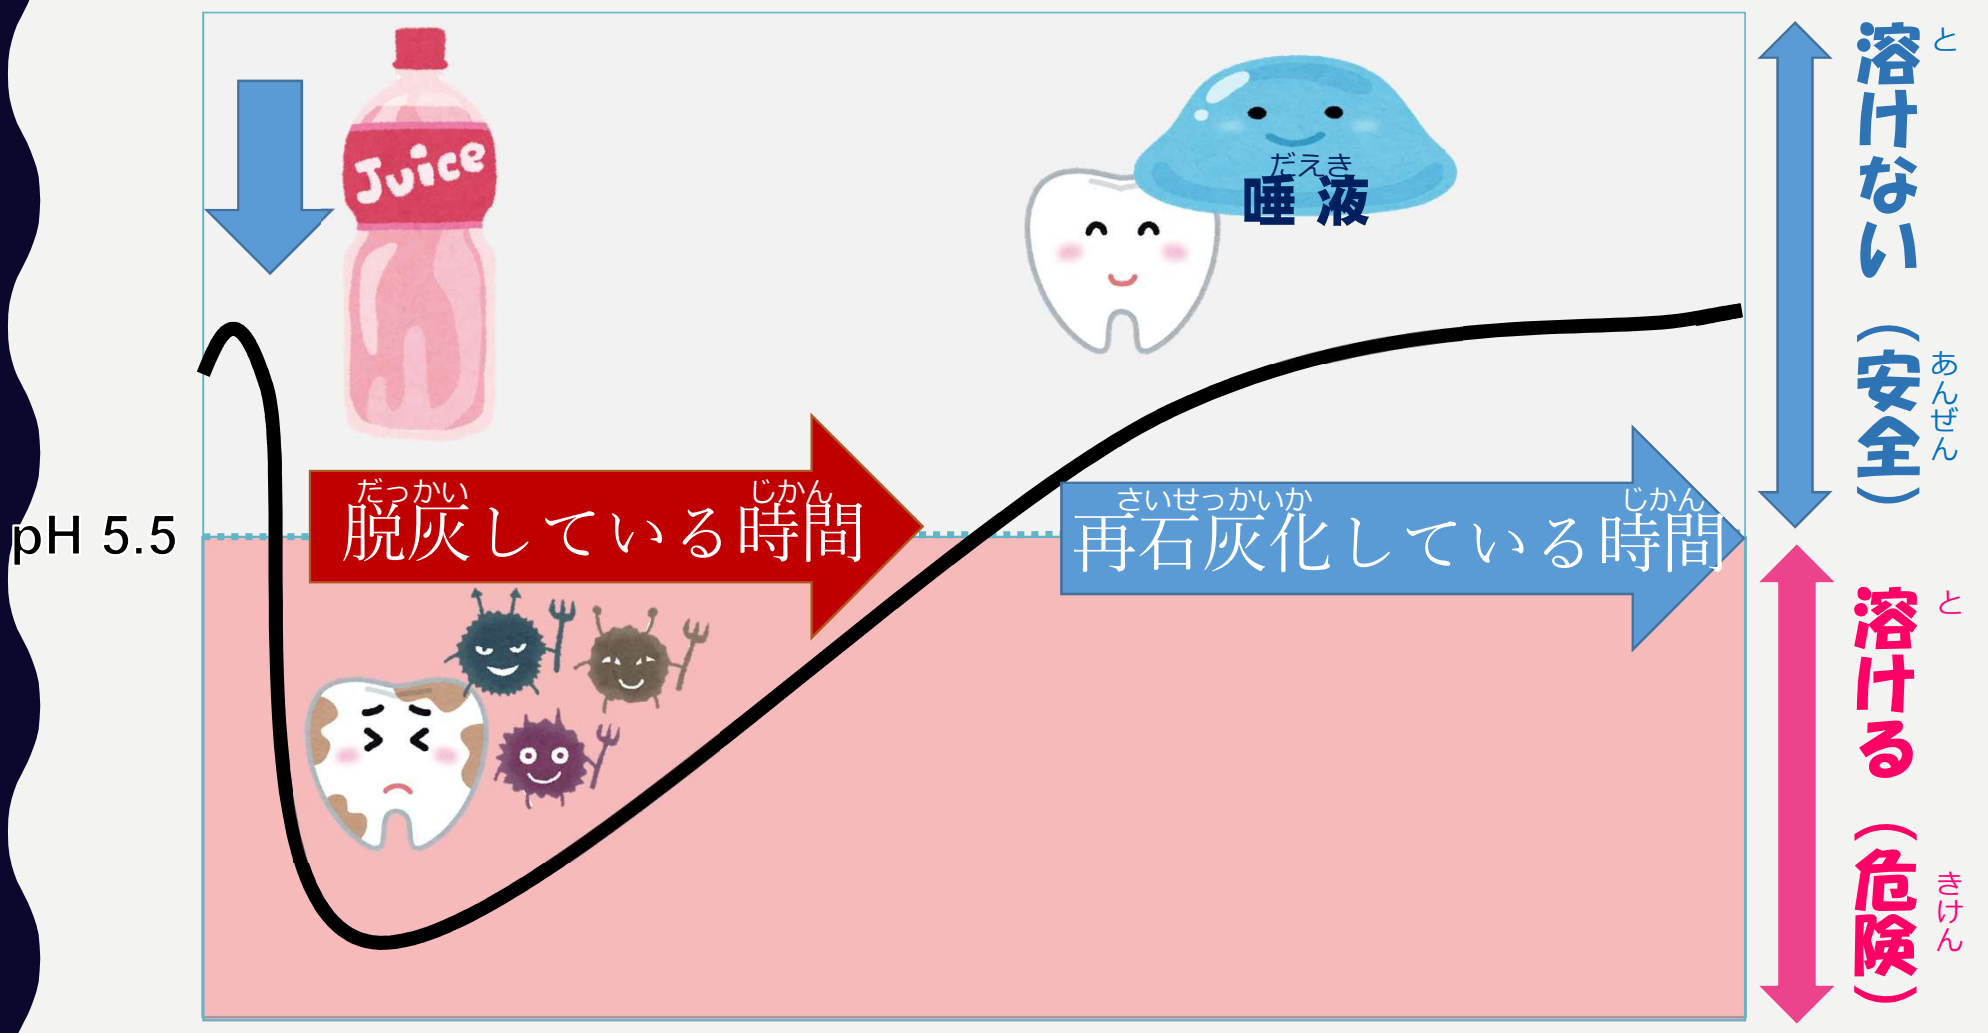 Juice
だえき
唾液
pH 5.5
だっかい じかん
脱灰している時間
さいせっかいか じかん
再石灰化している時間
と
溶けない（安全）
あんぜん
と
溶ける（危険）
きけん